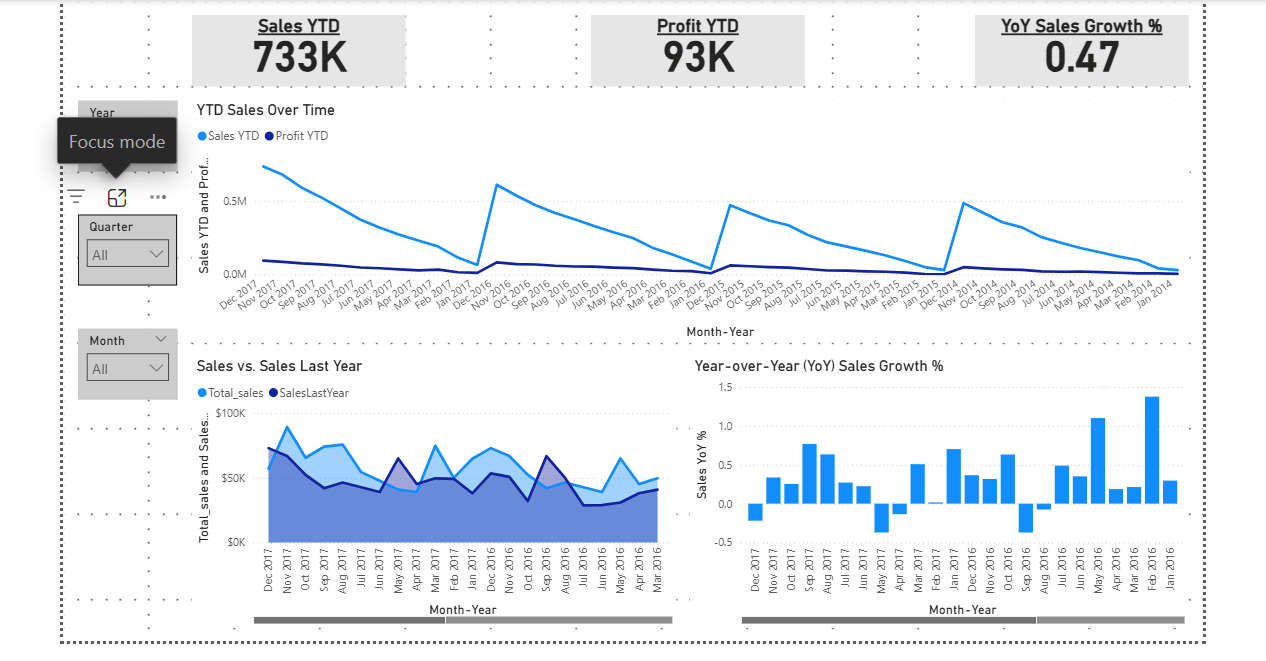 Sales YTD
733K
Profit YTD
93K
YoY Sales Growth %
0.47
Year
Focus mode
Quarter
All
Month
All
YTD Sales Over Time
Sales YTD Profit YTD
Sales YTD and Prof...
0.5M
0.0M
Dec 2017 Nov 2017 Oct 2017 Sep 2017 Aug 2017 Jul 2017 Jun 2017 May 2017 Apr 2017 Mar 2017 Feb 2017 Jan 2017 Dec 2016 Nov 2016 Oct 2016 Sep 2016 Aug 2016 Jul 2016 Jun 2016 May 2016 Apr 2016 Mar 2016 Feb 2016 Jan 2016 Dec 2015 Nov 2015 Oct 2015 Sep 2015 Aug 2015 Jul 2015 Jun 2015 May 2015 Apr 2015 Mar 2015 Feb 2015 Jan 2015 Dec 2014 Nov 2014 Oct 2014 Sep 2014 Aug 2014 Jul 2014 Jun 2014 May 2014 Apr 2014 Mar 2014 Feb 2014 Jan 2014
Month-Year
Sales vs. Sales Last Year
Total_sales SalesLastYear
Total_sales and Sales...
$100K
$50K
$0K
Dec 2017 Nov 2017 Oct 2017 Sep 2017 Aug 2017 Jul 2017 Jun 2017 May 2017 Apr 2017 Mar 2017 Feb 2017 Jan 2017 Dec 2016 Nov 2016 Oct 2016 Sep 2016 Aug 2016 Jul 2016 Jun 2016 May 2016 Apr 2016 Mar 2016
Month-Year
Year-over-Year (YoY) Sales Growth %
Sales YoY %
1.5
1.0
0.5
0.0
-0.5
Dec 2017 Nov 2017 Oct 2017 Sep 2017 Aug 2017 Jul 2017 Jun 2017 May 2017 Apr 2017 Mar 2017 Feb 2017 Jan 2017 Dec 2016 Nov 2016 Oct 2016 Sep 2016 Aug 2016 Jul 2016 Jun 2016 May 2016 Apr 2016 Mar 2016 Feb 2016 Jan 2016
Month-Year